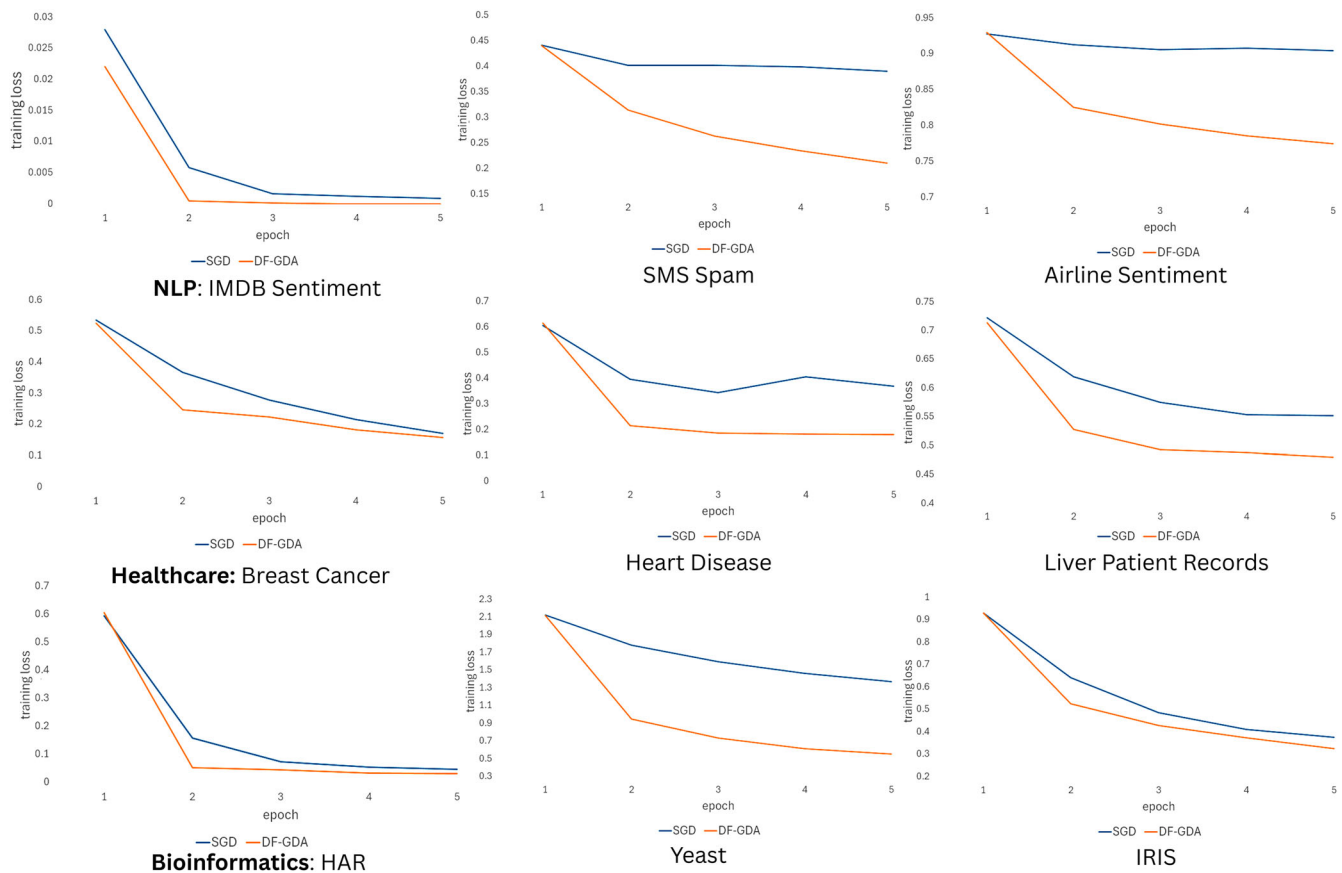 0.03
0.025
0.02
0.015
0.01
0.005
0
training loss
1 2 3 4 5
epoch
SGD DF-GDA
NLP: IMDB Sentiment
0.5
0.45
0.4
0.35
0.3
0.25
0.2
0.15
training loss
1 2 3 4 5
epoch
SGD DF-GDA
SMS Spam
0.95
0.9
0.85
0.8
0.75
0.7
training loss
1 2 3 4 5
epoch
SGD DF-GDA
Airline Sentiment
0.6
0.5
0.4
0.3
0.2
0.1
0
training loss
1 2 3 4 5
epoch
SGD DF-GDA
Healthcare: Breast Cancer
0.7
0.6
0.5
0.4
0.3
0.2
0.1
0
training loss
1 2 3 4 5
epoch
SGD DF-GDA
Heart Disease
0.75
0.7
0.65
0.6
0.55
0.5
0.45
0.4
training loss
1 2 3 4 5
epoch
SGD DF-GDA
Liver Patient Records
0.7
0.6
0.5
0.4
0.3
0.2
0.1
0
training loss
1 2 3 4 5
epoch
SGD DF-GDA
Bioinformatics: HAR
2.3
2.1
1.9
1.7
1.5
1.3
1.1
0.9
0.7
0.5
0.3
training loss
1 2 3 4 5
epoch
SGD DF-GDA
Yeast
1
0.9
0.8
0.7
0.6
0.5
0.4
0.3
0.2
training loss
1 2 3 4 5
epoch
SGD DF-GDA
IRIS